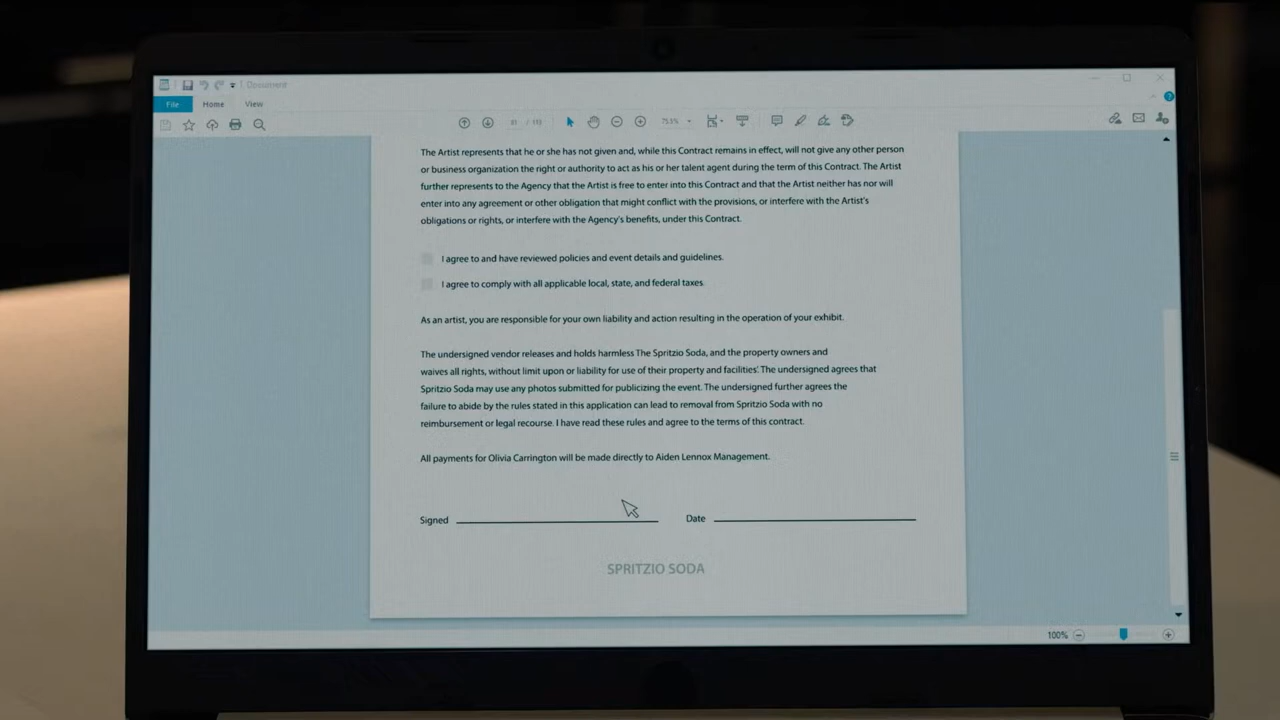 Document
File Home View
75.5%
The Artist represents that he or she has not given and, while this Contract remains in effect, will not give any other person
or business organization the right or authority to act as his or her talent agent during the term of this Contract. The Artist
further represents to the Agency that the Artist is free to enter into this Contract and that the Artist neither has nor will
enter into any agreement or other obligation that might conflict with the provisions, or interfere with the Artist's
obligations or rights, or interfere with the Agency's benefits, under this Contract.
I agree to and have reviewed policies and event details and guidelines.
I agree to comply with all applicable local, state, and federal taxes.
As an artist, you are responsible for your own liability and action resulting in the operation of your exhibit.
The undersigned vendor releases and holds harmless The Spritzio Soda, and the property owners and
waives all rights, without limit upon or liability for use of their property and facilities'. The undersigned agrees that
Spritzio Soda may use any photos submitted for publicizing the event. The undersigned further agrees the
failure to abide by the rules stated in this application can lead to removal from Spritzio Soda with no
reimbursement or legal recourse. I have read these rules and agree to the terms of this contract.
All payments for Olivia Carrington will be made directly to Aiden Lennox Management.
Signed Date
SPRITZIO SODA
100%